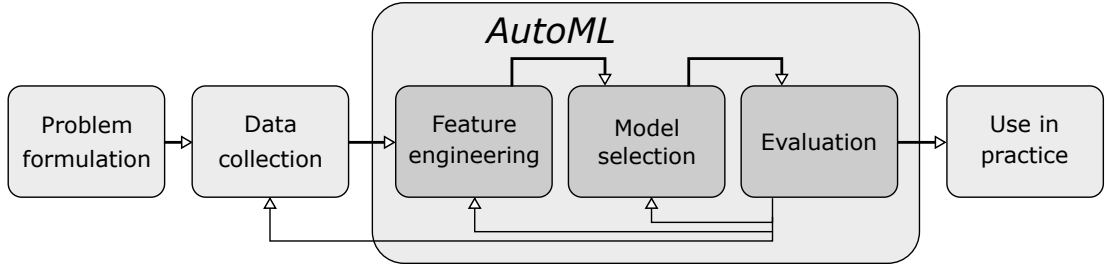 AutoML
Problem
formulation
Data
collection
Feature
engineering
Model
selection
Evaluation
Use in
practice